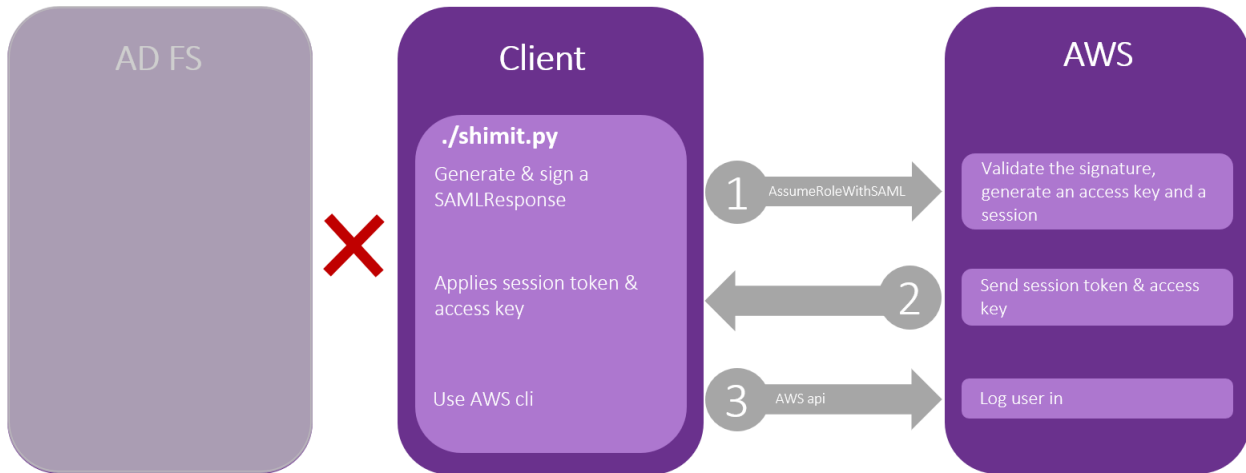 AD FS
Client
AWS
./shimit.py
Generate & sign a
SAMLResponse
1
AssumeRoleWithSAML
Validate the signature,
generate an access key and a
session
Applies session token &
access key
2
Send session token & access
key
Use AWS cli
3
AWS api
Log user in